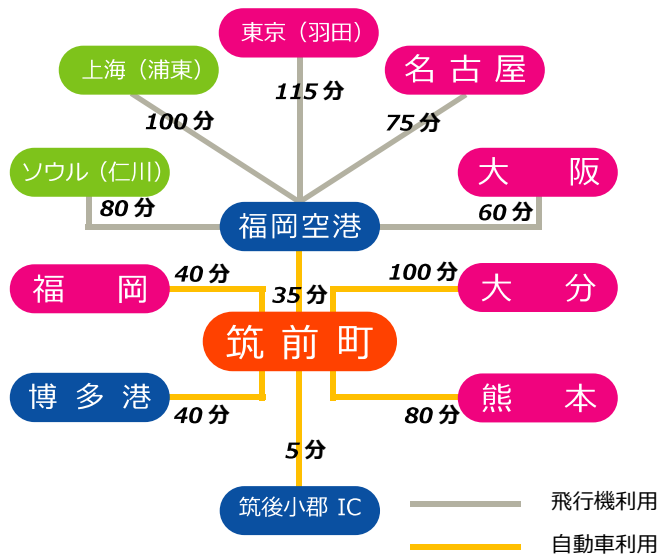 東京（羽田）
上海（浦東）
名古屋
115分
100分
75分
ソウル（仁川）
大阪
80分
60分
福岡空港
福岡
40分
35分
100分
大分
筑前町
博多港
40分
80分
熊本
5分
筑後小郡 IC
飛行機利用
自動車利用